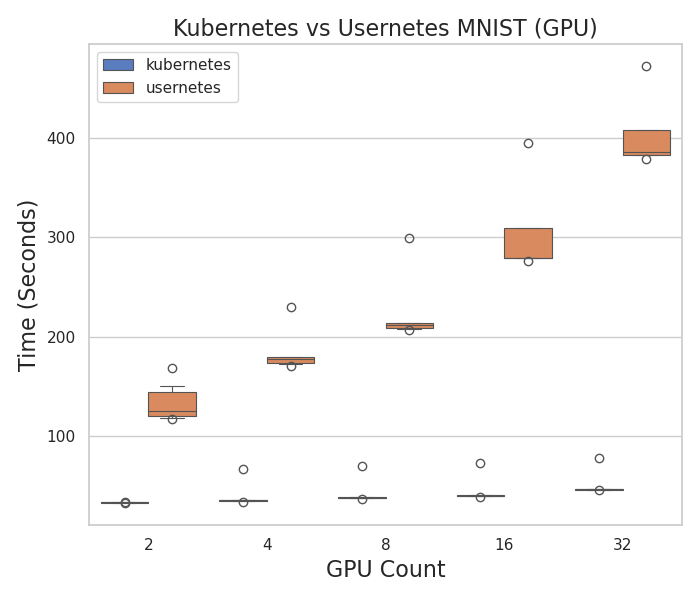 Kubernetes vs Usernetes MNIST (GPU)
kubernetes
usernetes
Time (Seconds)
400
300
200
100
2 4 8 16 32
GPU Count